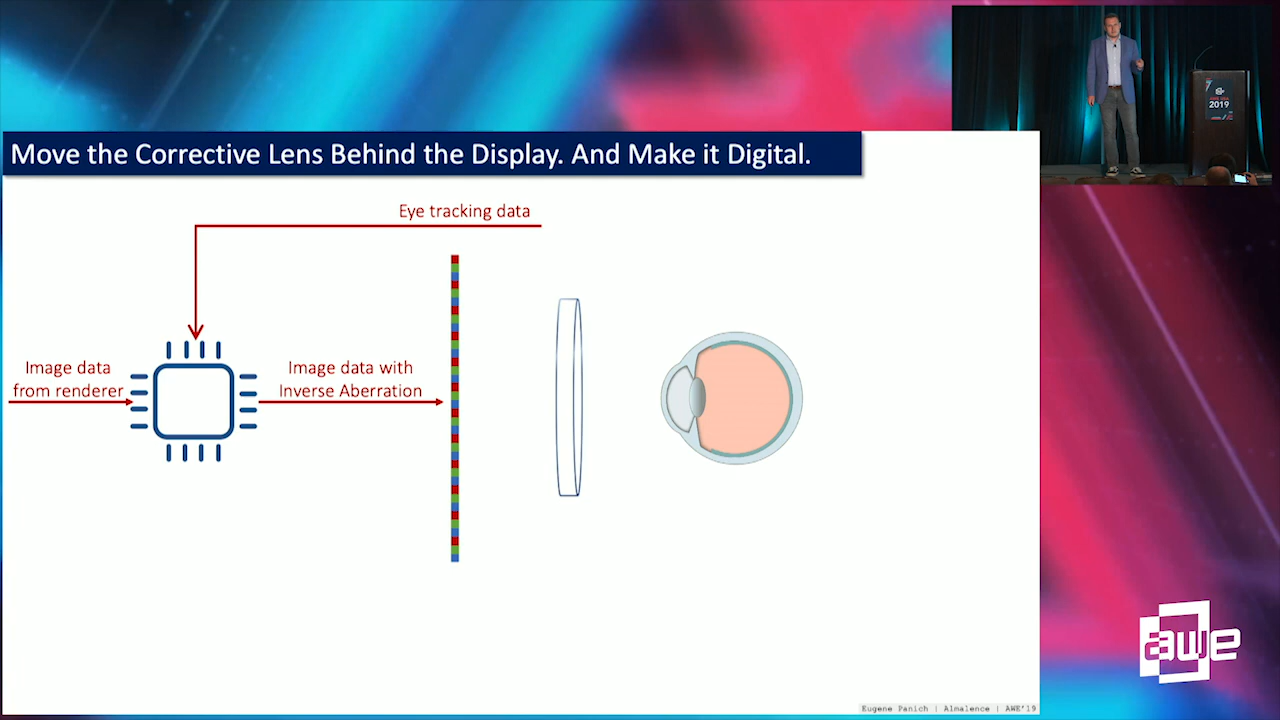 Move the Corrective Lens Behind the Display. And Make it Digital.
Eye tracking data
Image data
from renderer
Image data with
Inverse Aberration
2019
awe
Eugene Panich | Almalence | AWE'19